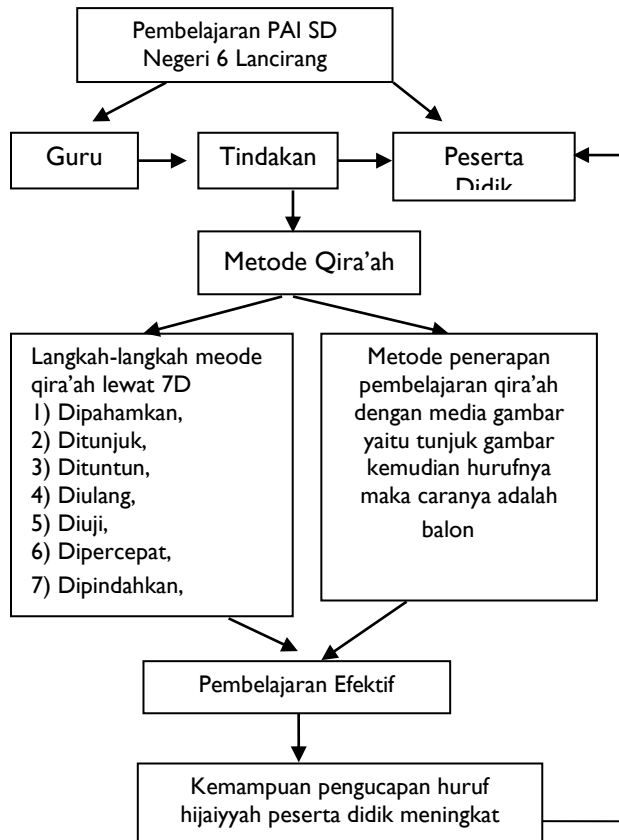 Pembelajaran PAI SD
Negeri 6 Lancirang
Guru
Tindakan
Peserta
Didik
Metode Qira’ah
Langkah-langkah meode
qira’ah lewat 7D
1) Dipahamkan,
2) Ditunjuk,
3) Dituntun,
4) Diulang,
5) Diuji,
6) Dipercepat,
7) Dipindahkan,
Metode penerapan
pembelajaran qira’ah
dengan media gambar
yaitu tunjuk gambar
kemudian hurufnya
maka caranya adalah
balon
Pembelajaran Efektif
Kemampuan pengucapan huruf
hijaiyyah peserta didik meningkat